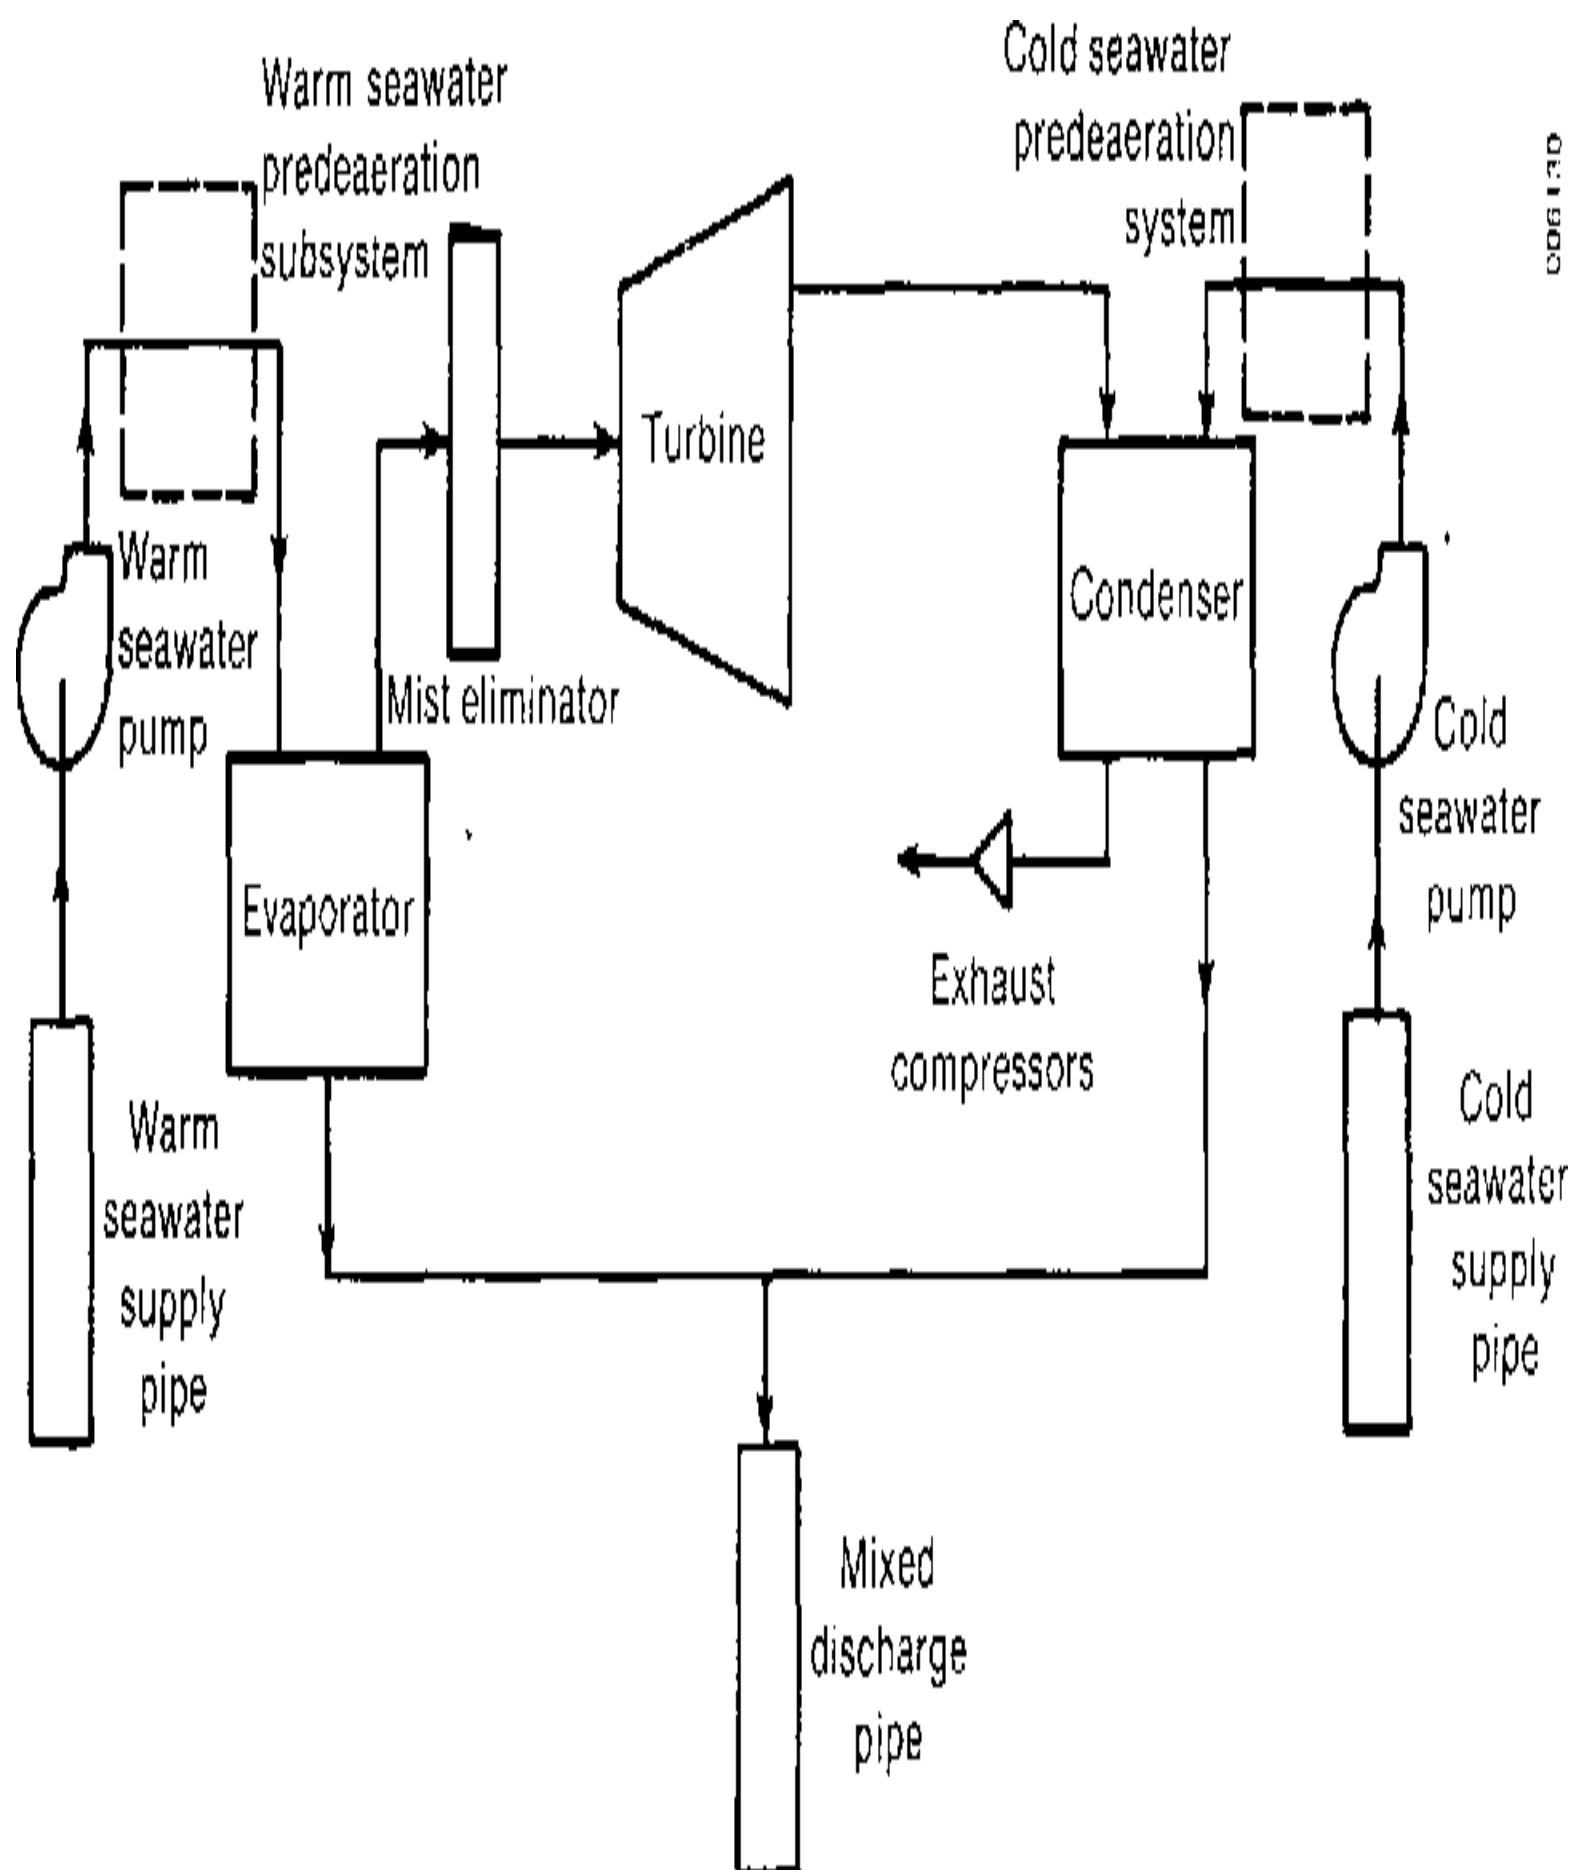 Warm seawater
predeaeration
subsystem
Cold seawater
predeaeration
system
Turbine
Condenser
Warm
seawater
pump
Mist eliminator
Cold
seawater
pump
Evaporator
Exhaust
compressors
Warm
seawater
supply
pipe
Cold
seawater
supply
pipe
Mixed
discharge
pipe